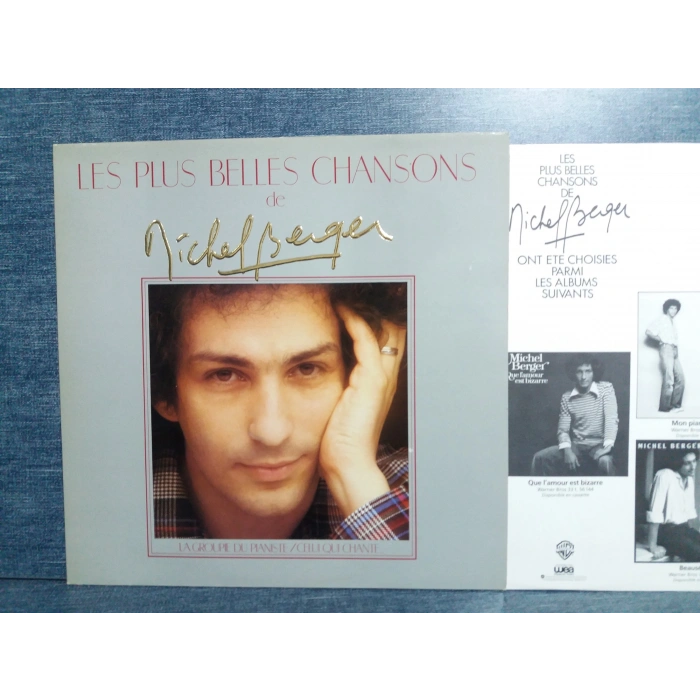 LES PLUS BELLES CHANSONS
de
Michel Berger
LA GROUPIE DU PIANISTE / CELUI QUI CHANTE
LES
PLUS BELLES
CHANSONS
DE
Michel Berger
ONT ETE CHOISIES
PARMI
LES ALBUMS
SUIVANTS
Michel
Berger
Que l'amour
est bizarre
Que l'amour est bizarre
Mon pia
MICHEL BERGER
Beaus
wea